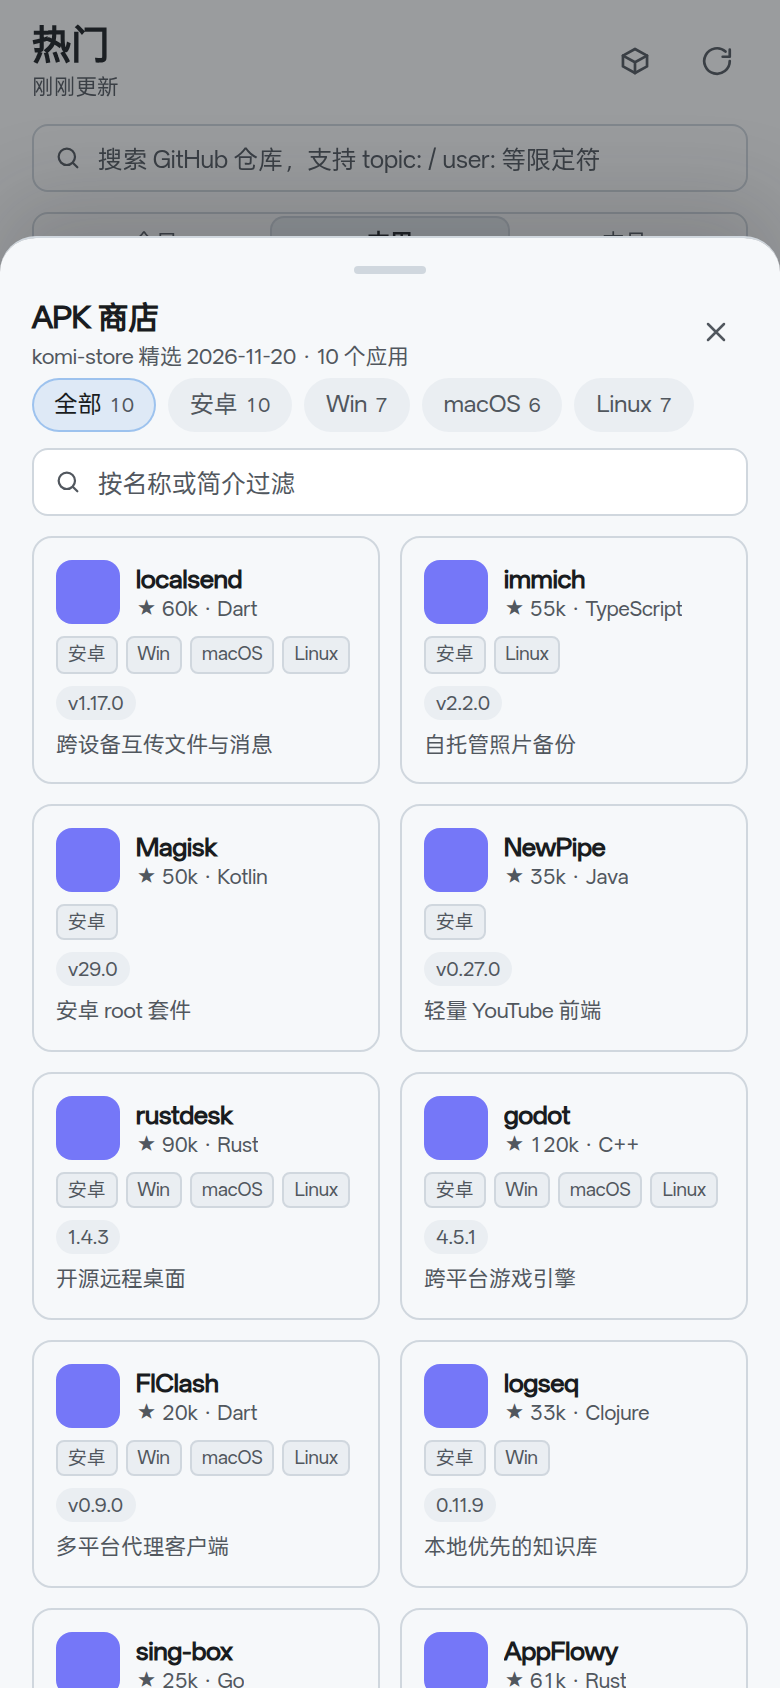 热门
刚刚更新
搜索 GitHub 仓库，支持 topic: / user: 等限定符
APK 商店
komi-store 精选 2026-11-20 · 10 个应用
全部 10 安卓 10 Win 7 macOS 6 Linux 7
按名称或简介过滤
localsend
★ 60k · Dart
安卓 Win macOS Linux
v1.17.0
跨设备互传文件与消息
immich
★ 55k · TypeScript
安卓 Linux
v2.2.0
自托管照片备份
Magisk
★ 50k · Kotlin
安卓
v29.0
安卓 root 套件
NewPipe
★ 35k · Java
安卓
v0.27.0
轻量 YouTube 前端
rustdesk
★ 90k · Rust
安卓 Win macOS Linux
1.4.3
开源远程桌面
godot
★ 120k · C++
安卓 Win macOS Linux
4.5.1
跨平台游戏引擎
FlClash
★ 20k · Dart
安卓 Win macOS Linux
v0.9.0
多平台代理客户端
logseq
★ 33k · Clojure
安卓 Win
0.11.9
本地优先的知识库
sing-box
★ 25k · Go
AppFlowy
★ 61k · Rust